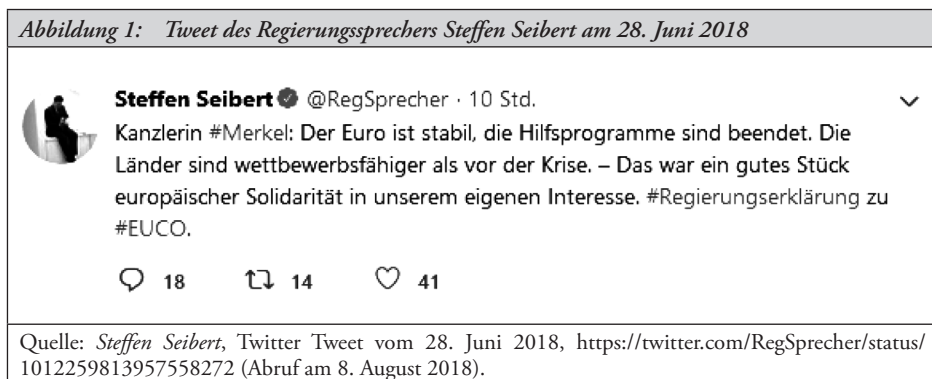 Abbildung 1: Tweet des Regierungssprechers Steffen Seibert am 28. Juni 2018
Steffen Seibert @RegSprecher · 10 Std.
Kanzlerin #Merkel: Der Euro ist stabil, die Hilfsprogramme sind beendet. Die
Länder sind wettbewerbsfähiger als vor der Krise. – Das war ein gutes Stück
europäischer Solidarität in unserem eigenen Interesse. #Regierungserklärung zu
#EUCO.
18 14 41
Quelle: Steffen Seibert, Twitter Tweet vom 28. Juni 2018, https://twitter.com/RegSprecher/status/
1012259813957558272 (Abruf am 8. August 2018).